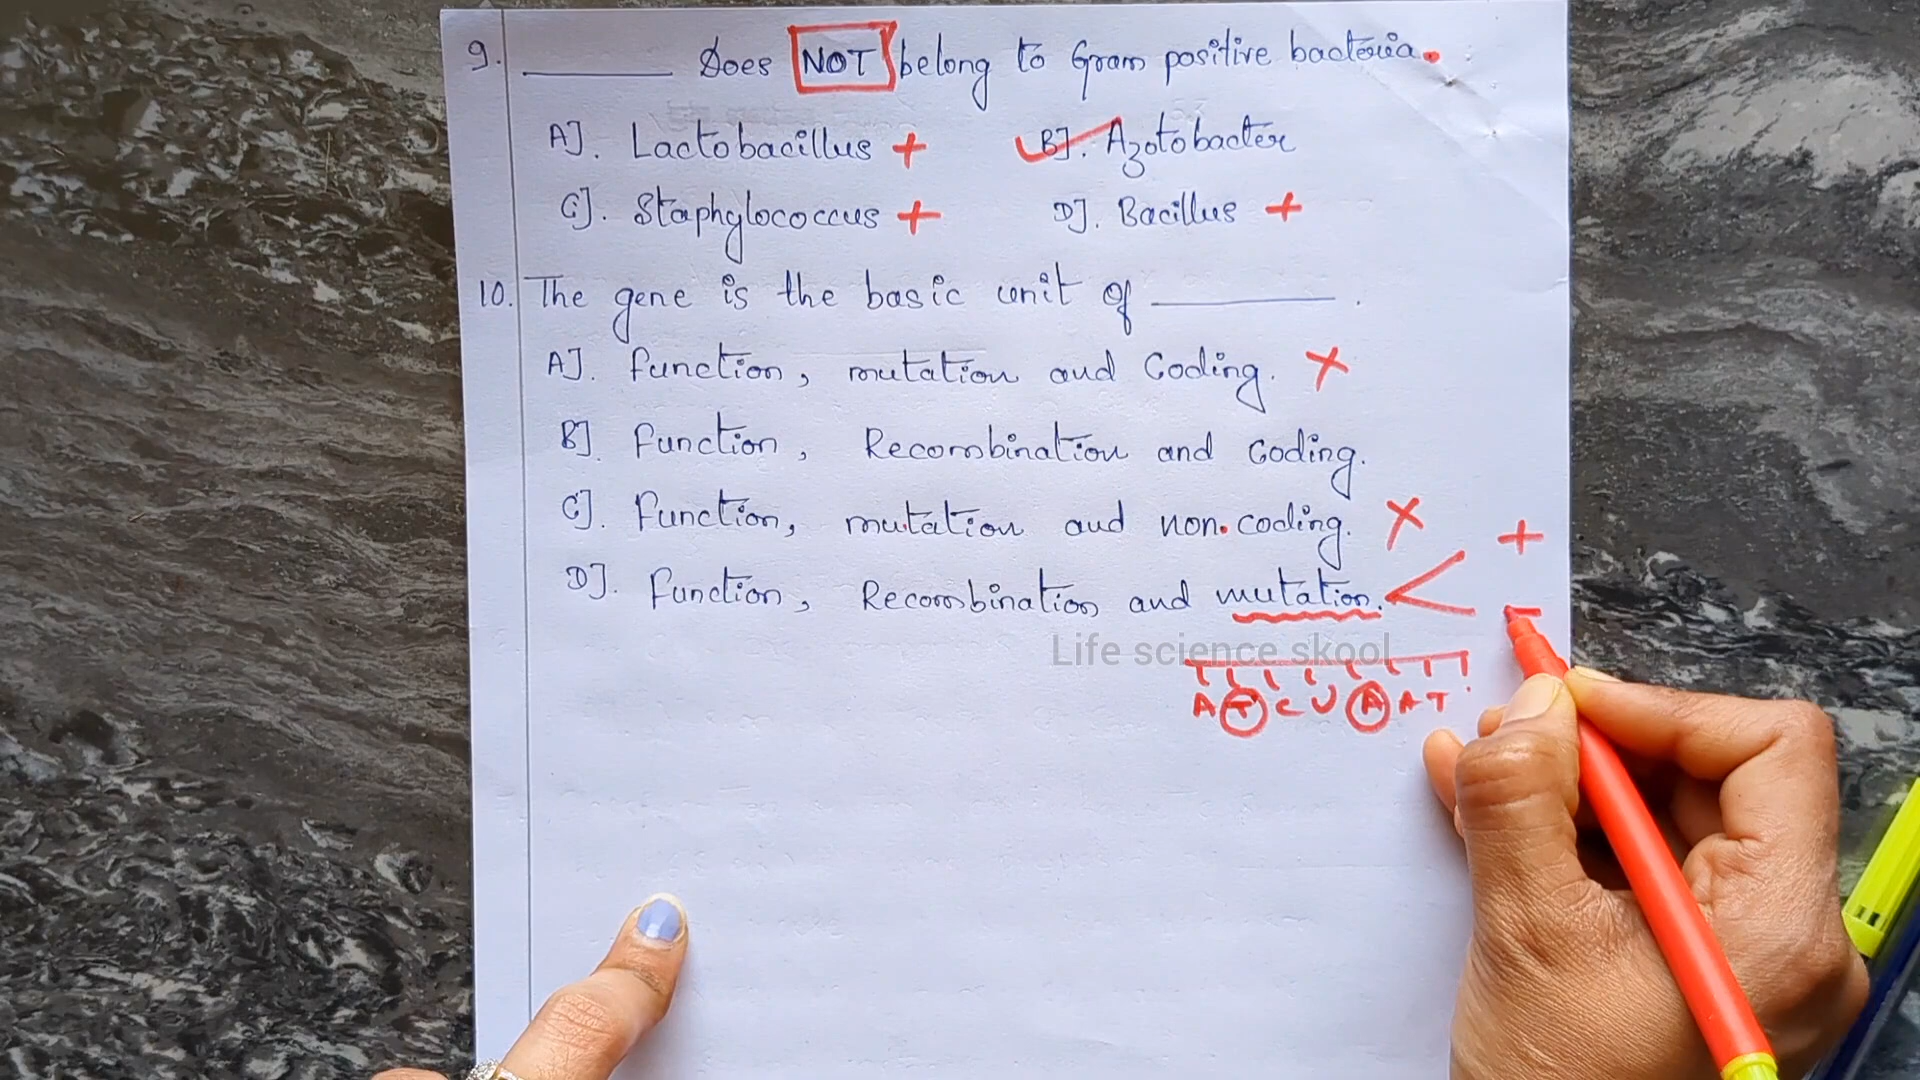 9. ______ Does NOT belong to Gram positive bacteria.
A]. Lactobacillus + B]. Azotobacter
C]. Staphylococcus + D]. Bacillus +
10. The gene is the basic unit of ______.
A]. Function, mutation and Coding. X
B]. Function, Recombination and Coding.
C]. Function, mutation and non.coding. X
D]. Function, Recombination and mutation. < + -
Life science skool
A T C U A A T